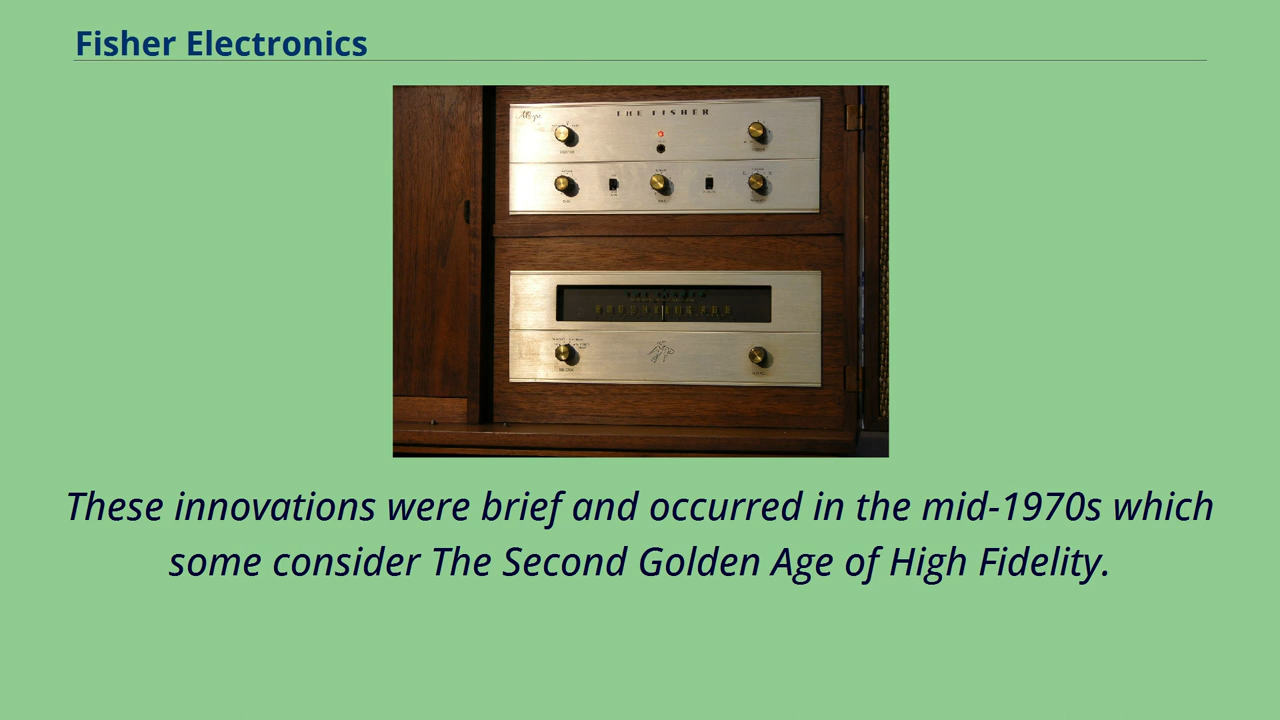 Fisher Electronics
THE FISHER
These innovations were brief and occurred in the mid-1970s which
some consider The Second Golden Age of High Fidelity.